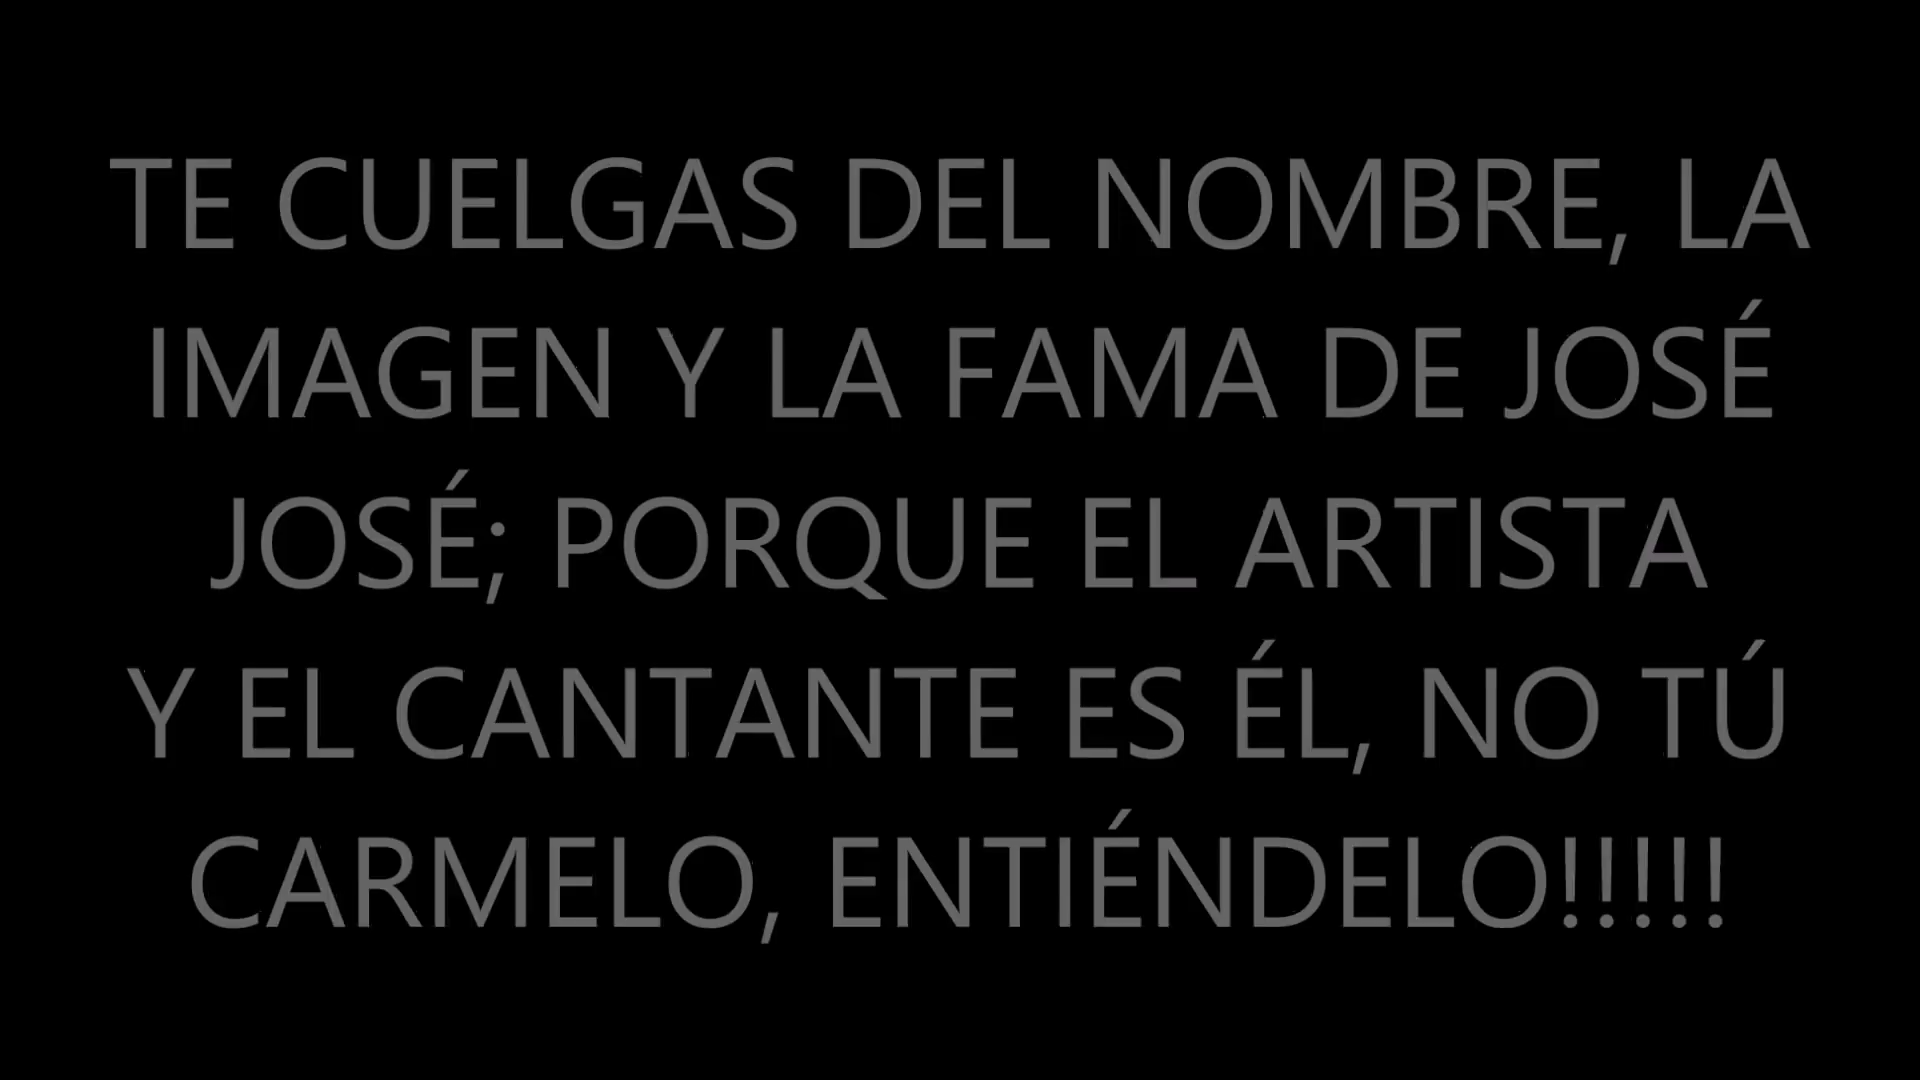 TE CUELGAS DEL NOMBRE, LA
IMAGEN Y LA FAMA DE JOSÉ
JOSÉ; PORQUE EL ARTISTA
Y EL CANTANTE ES ÉL, NO TÚ
CARMELO, ENTIÉNDELO!!!!!